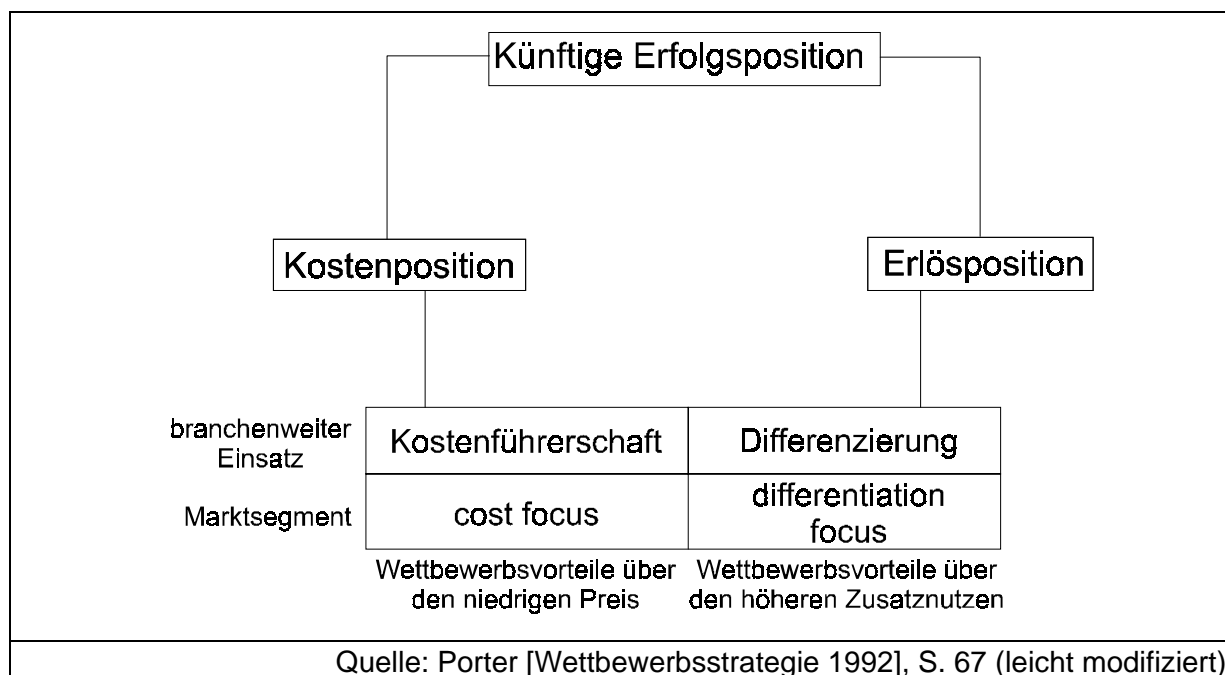 Künftige Erfolgsposition
Kostenposition
Erlösposition
branchenweiter
Einsatz
Kostenführerschaft
Differenzierung
Marktsegment
cost focus
differentiation
focus
Wettbewerbsvorteile über
den niedrigen Preis
Wettbewerbsvorteile über
den höheren Zusatznutzen
Quelle: Porter [Wettbewerbsstrategie 1992], S. 67 (leicht modifiziert)